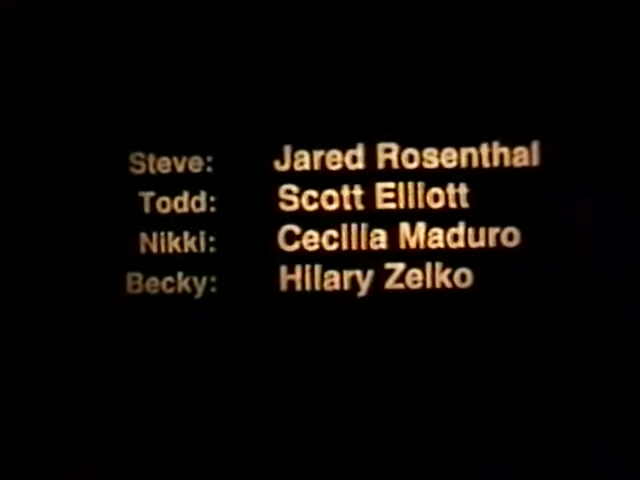 Steve: Jared Rosenthal
Todd: Scott Elliott
Nikki: Cecilia Maduro
Becky: Hilary Zelko